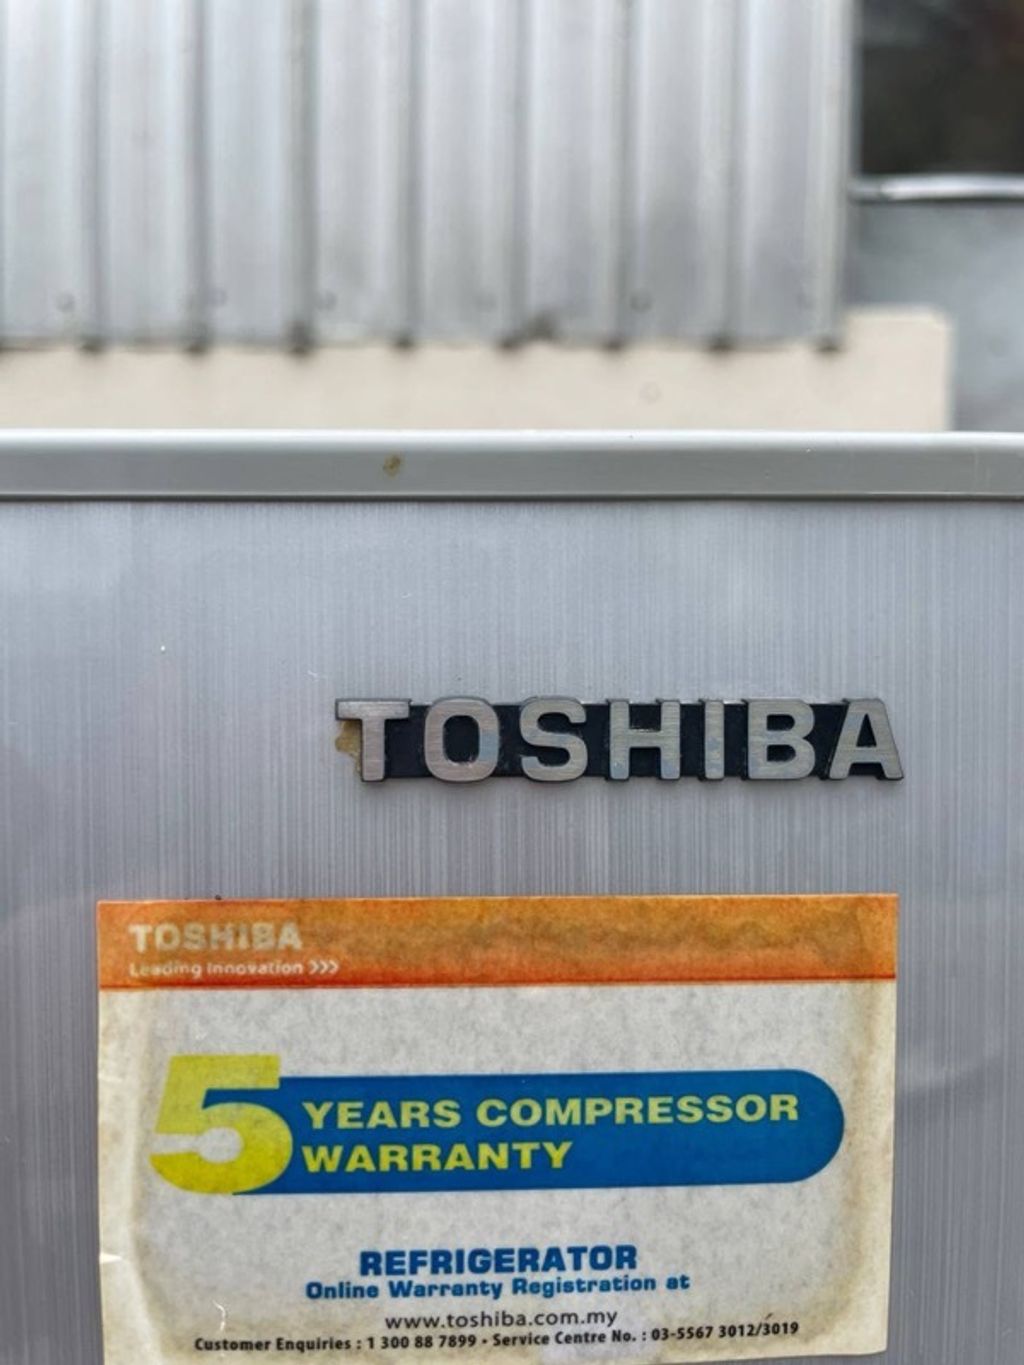 TOSHIBA
TOSHIBA
Leading Innovation >>>
5 YEARS COMPRESSOR
WARRANTY
REFRIGERATOR
Online Warranty Registration at
www.toshiba.com.my
Customer Enquiries : 1 300 88 7899 • Service Centre No. : 03-5567 3012/3019